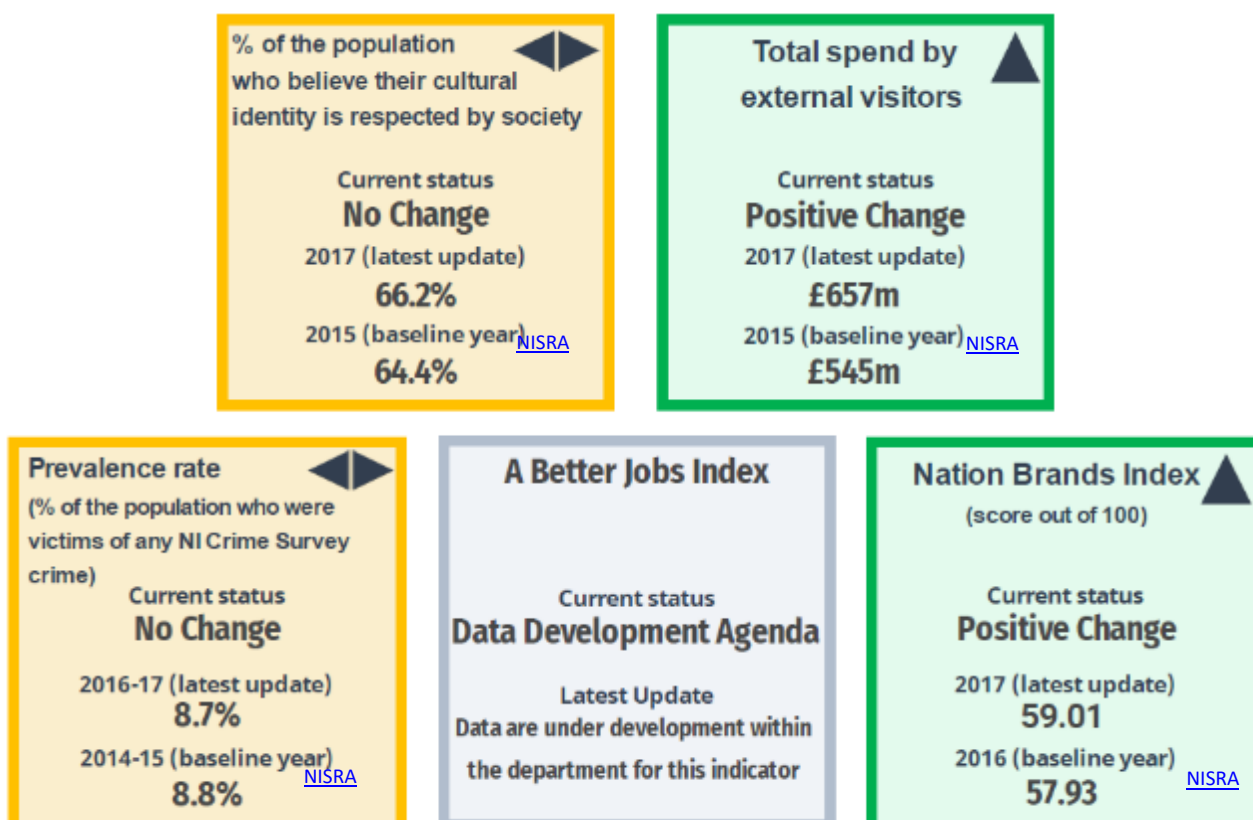 % of the population
who believe their cultural
identity is respected by society
Current status
No Change
2017 (latest update)
66.2%
2015 (baseline year)
NISRA
64.4%
Total spend by
external visitors
Current status
Positive Change
2017 (latest update)
£657m
2015 (baseline year)
NISRA
£545m
Prevalence rate
(% of the population who were
victims of any NI Crime Survey
crime)
Current status
No Change
2016-17 (latest update)
8.7%
2014-15 (baseline year)
NISRA
8.8%
A Better Jobs Index
Current status
Data Development Agenda
Latest Update
Data are under development within
the department for this indicator
Nation Brands Index
(score out of 100)
Current status
Positive Change
2017 (latest update)
59.01
2016 (baseline year)
NISRA
57.93